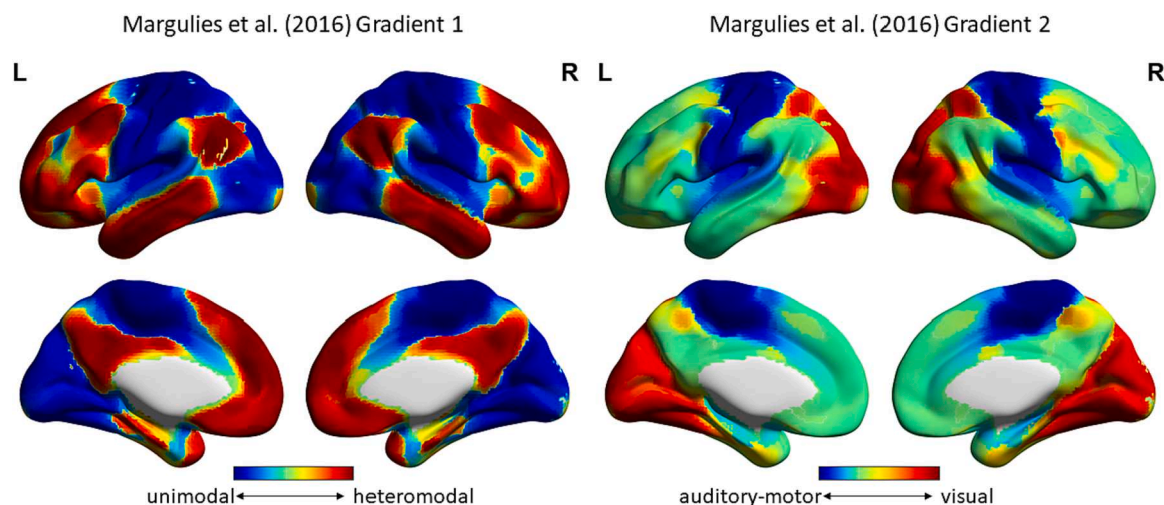 Margulies et al. (2016) Gradient 1
Margulies et al. (2016) Gradient 2
L
R
L
R
unimodal
heteromodal
auditory-motor
visual